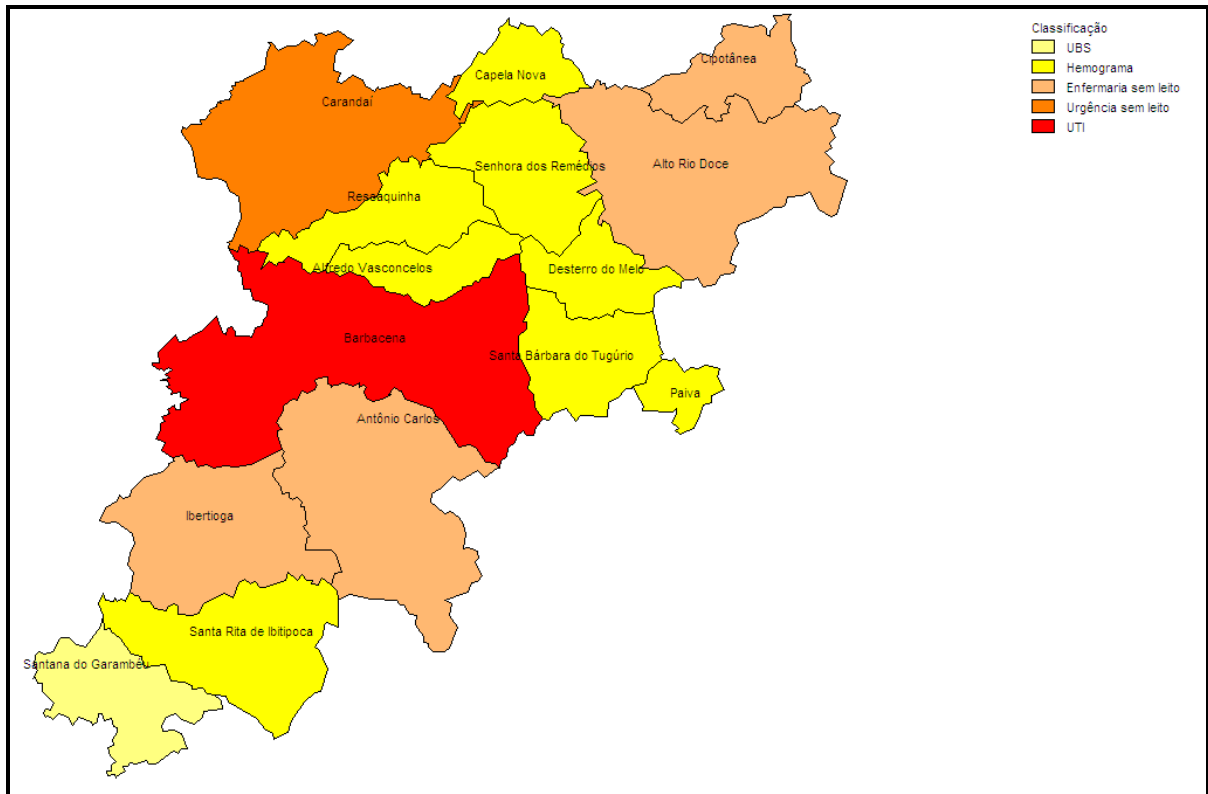 Classificação
UBS
Hemograma
Enfermaria sem leito
Urgência sem leito
UTI
Cipotânea
Capela Nova
Carandaí
Senhora dos Remédios
Alto Rio Doce
Ressaquinha
Alfredo Vasconcelos
Desterro do Melo
Barbacena
Santa Bárbara do Tugúrio
Paiva
Antônio Carlos
Ibertioga
Santa Rita de Ibitipoca
Santana do Garambéu